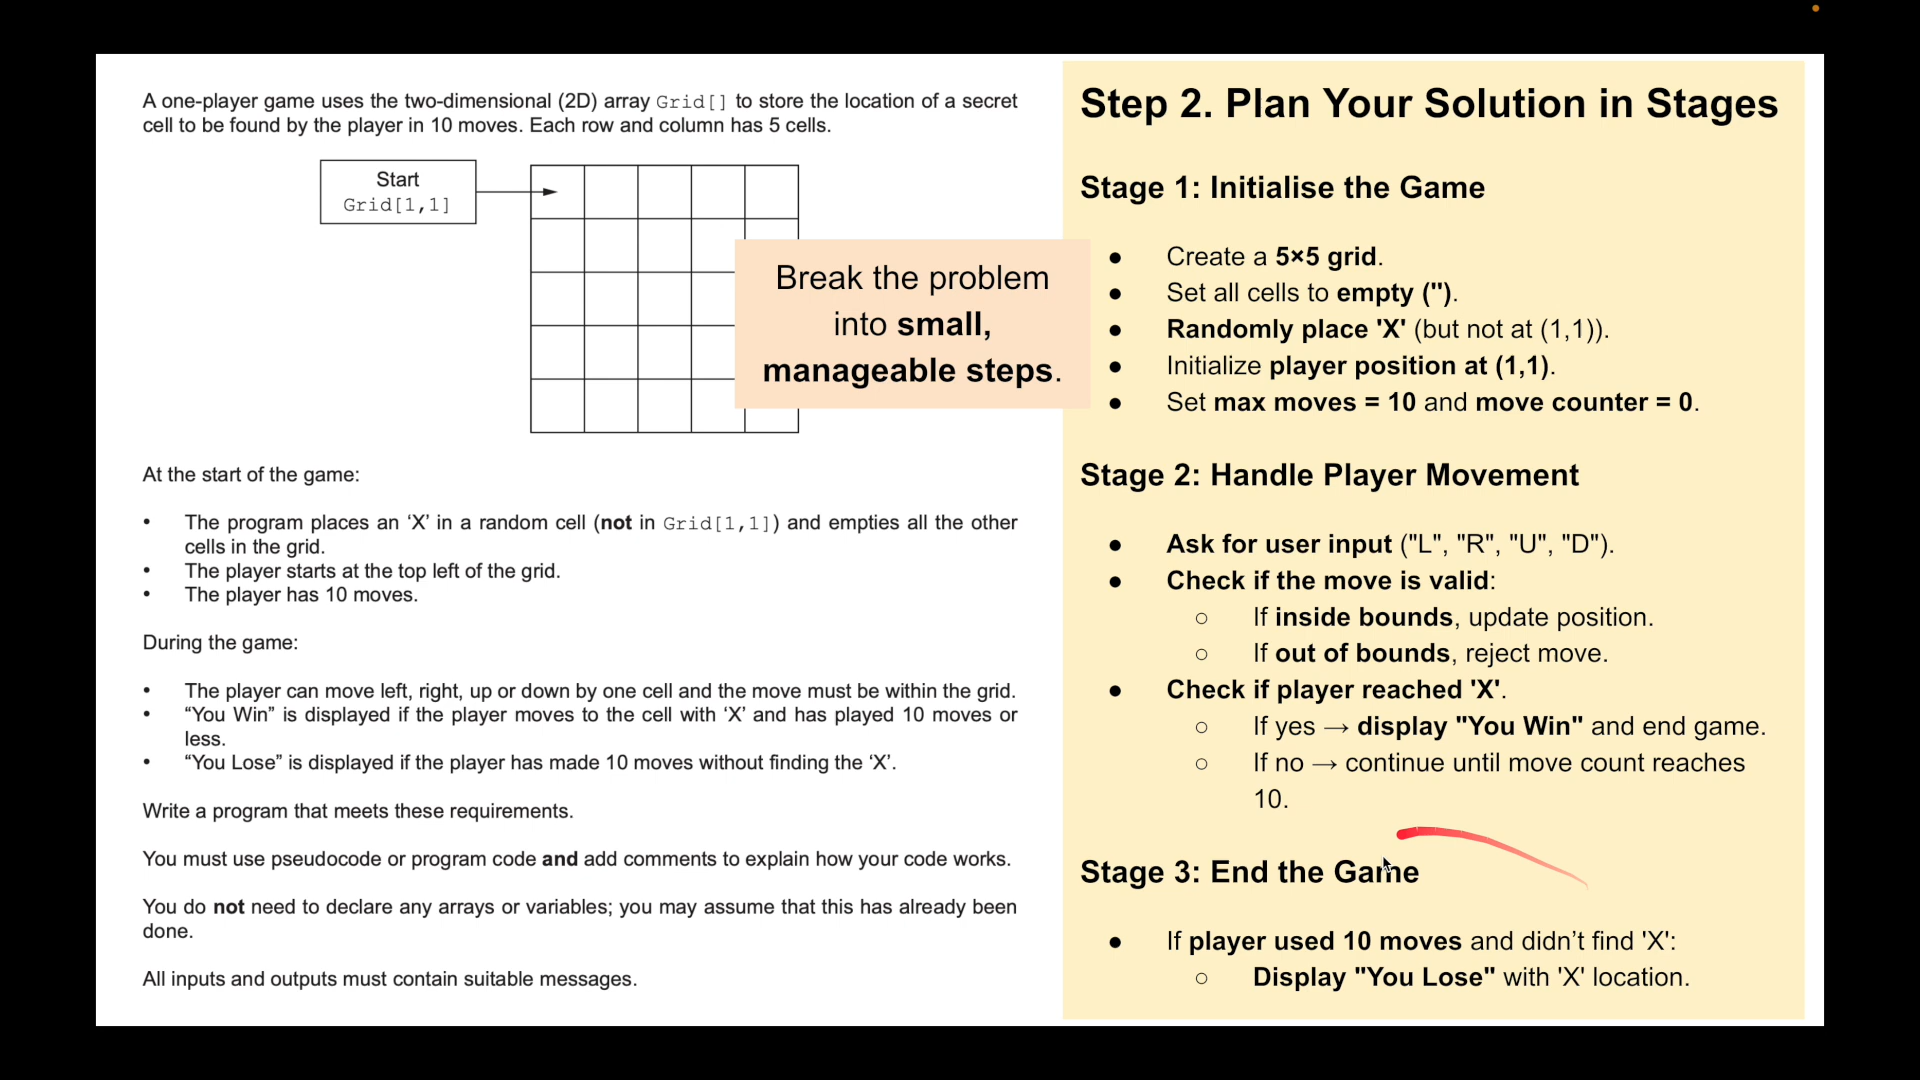 A one-player game uses the two-dimensional (2D) array Grid[] to store the location of a secret
cell to be found by the player in 10 moves. Each row and column has 5 cells.
Start
Grid[1,1]
Break the problem
into small,
manageable steps.
At the start of the game:
• The program places an ‘X’ in a random cell (not in Grid[1,1]) and empties all the other
cells in the grid.
• The player starts at the top left of the grid.
• The player has 10 moves.
During the game:
• The player can move left, right, up or down by one cell and the move must be within the grid.
• “You Win” is displayed if the player moves to the cell with ‘X’ and has played 10 moves or
less.
• “You Lose” is displayed if the player has made 10 moves without finding the ‘X’.
Write a program that meets these requirements.
You must use pseudocode or program code and add comments to explain how your code works.
You do not need to declare any arrays or variables; you may assume that this has already been
done.
All inputs and outputs must contain suitable messages.
Step 2. Plan Your Solution in Stages
Stage 1: Initialise the Game
● Create a 5×5 grid.
● Set all cells to empty ('').
● Randomly place 'X' (but not at (1,1)).
● Initialize player position at (1,1).
● Set max moves = 10 and move counter = 0.
Stage 2: Handle Player Movement
● Ask for user input ("L", "R", "U", "D").
● Check if the move is valid:
○ If inside bounds, update position.
○ If out of bounds, reject move.
● Check if player reached 'X'.
○ If yes → display "You Win" and end game.
○ If no → continue until move count reaches
10.
Stage 3: End the Game
● If player used 10 moves and didn’t find 'X':
○ Display "You Lose" with 'X' location.